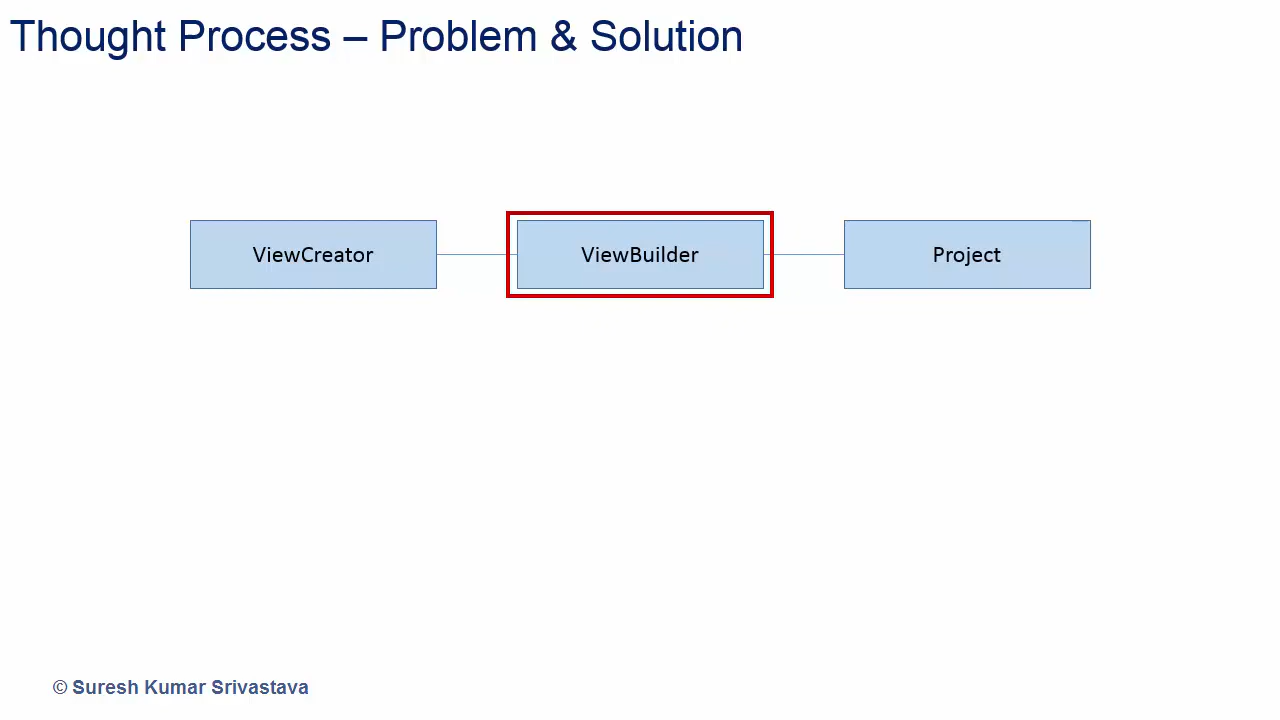 Thought Process – Problem & Solution
ViewCreator
ViewBuilder
Project
© Suresh Kumar Srivastava